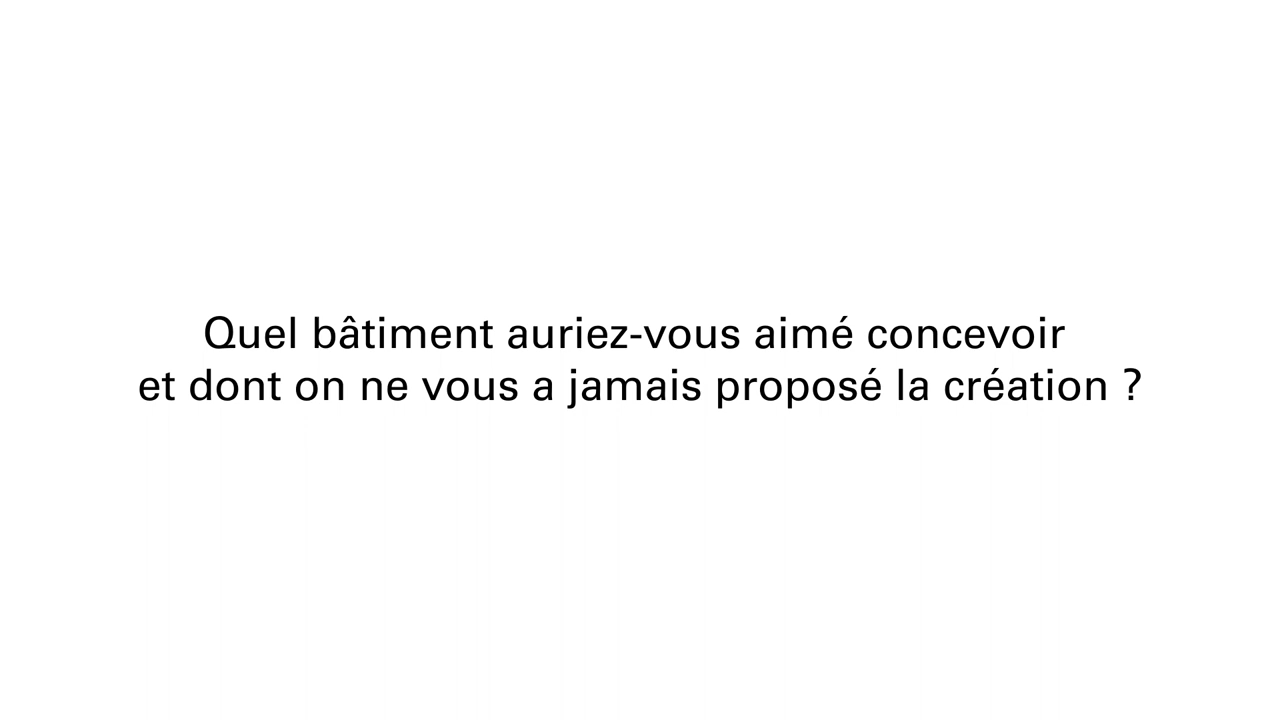 Quel bâtiment auriez-vous aimé concevoir
et dont on ne vous a jamais proposé la création ?